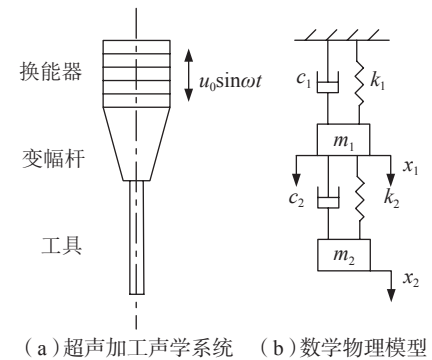 换能器
u₀sinωt
变幅杆
工具
c₁
k₁
m₁
x₁
c₂
k₂
m₂
x₂
（a）超声加工声学系统 （b）数学物理模型